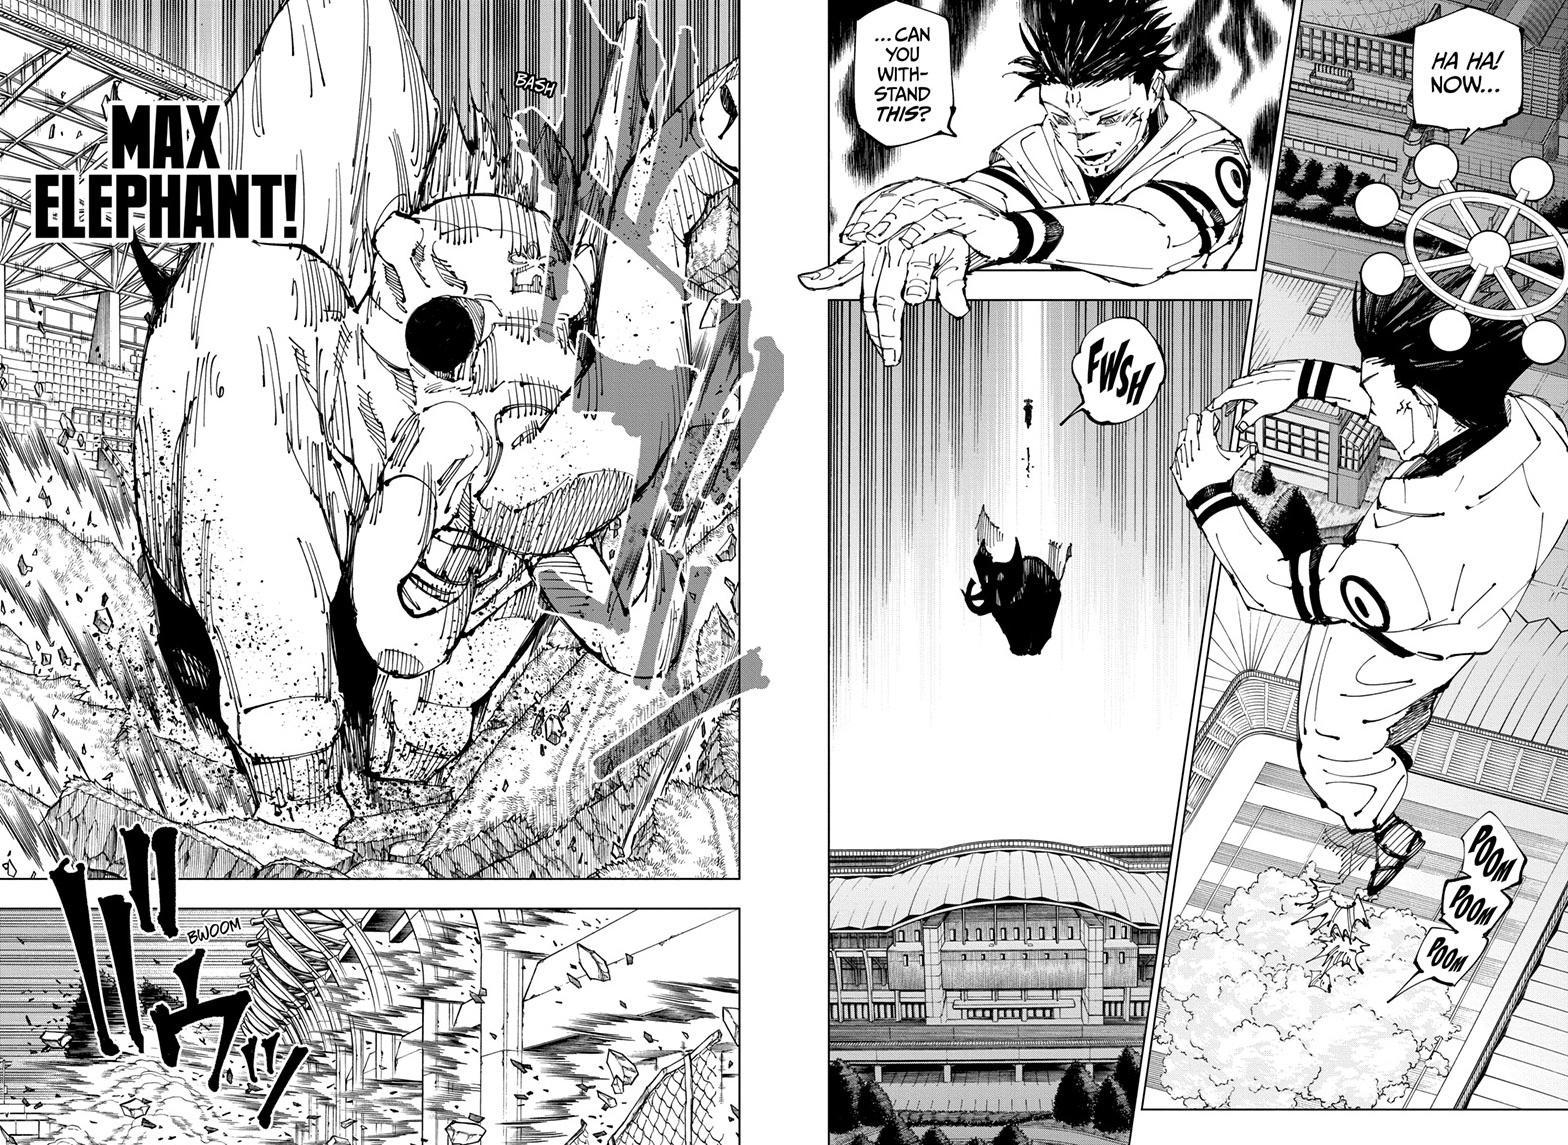 HA HA!
NOW...
...CAN
YOU
WITH-
STAND
THIS?
POOM
POOM
POOM
FWSH
MAX
ELEPHANT!
BASH
BWOOM